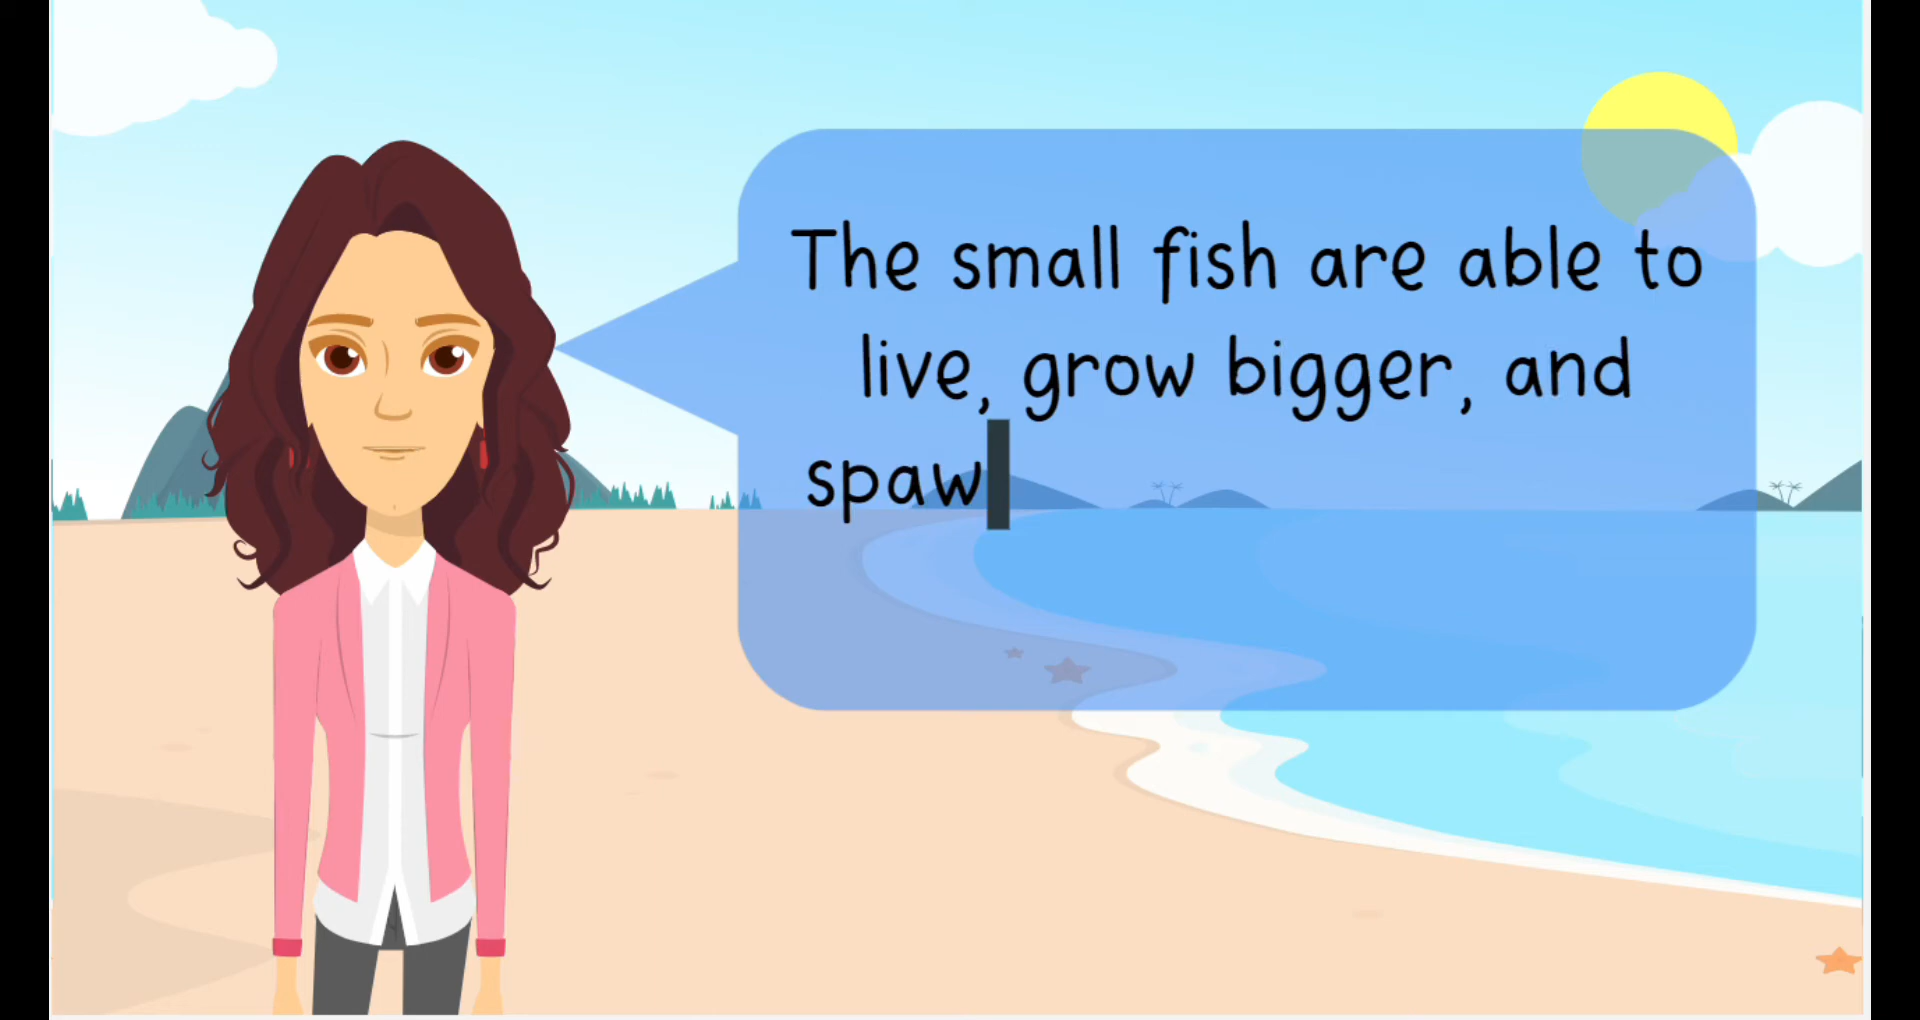 The small fish are able to
live, grow bigger, and
spaw